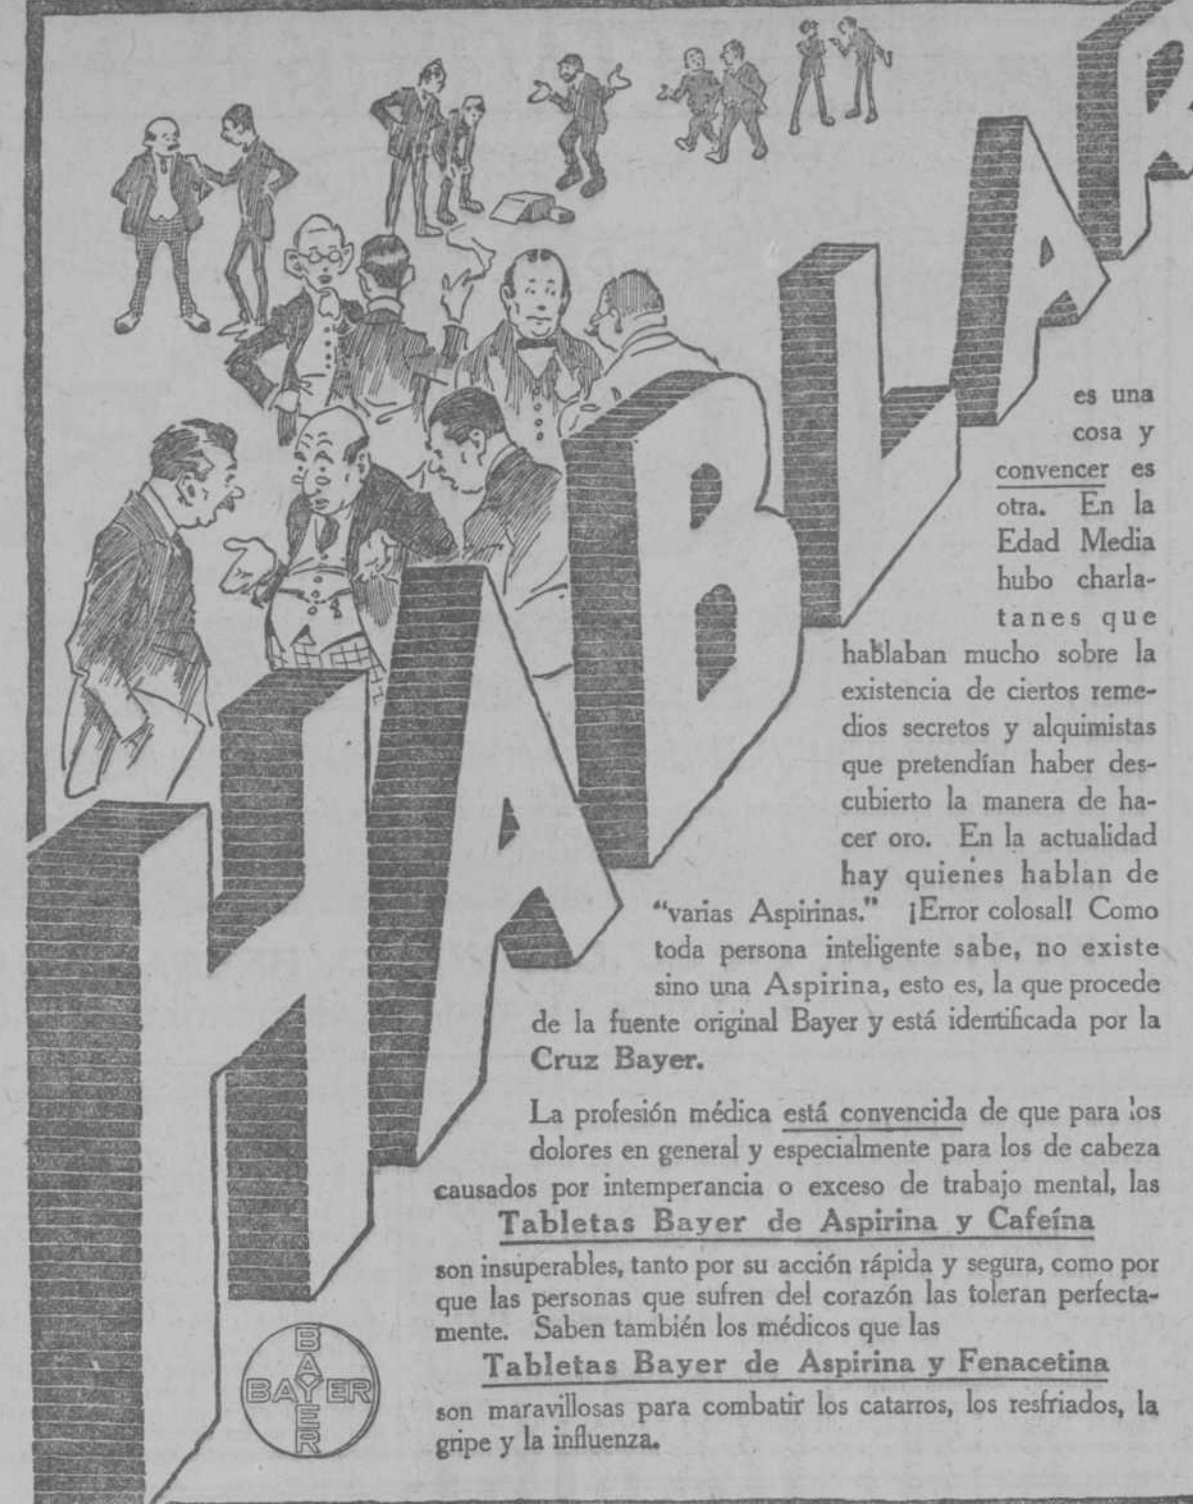 HABLAR
es una
cosa y
convencer es
otra. En la
Edad Media
hubo charla-
tanes que
hablaban mucho sobre la
existencia de ciertos reme-
dios secretos y alquimistas
que pretendían haber des-
cubierto la manera de ha-
cer oro. En la actualidad
hay quienes hablan de
"varias Aspirinas." ¡Error colosal! Como
toda persona inteligente sabe, no existe
sino una Aspirina, esto es, la que procede
de la fuente original Bayer y está identificada por la
Cruz Bayer.
La profesión médica está convencida de que para los
dolores en general y especialmente para los de cabeza
causados por intemperancia o exceso de trabajo mental, las
Tabletas Bayer de Aspirina y Cafeína
son insuperables, tanto por su acción rápida y segura, como por
que las personas que sufren del corazón las toleran perfecta-
mente. Saben también los médicos que las
Tabletas Bayer de Aspirina y Fenacetina
son maravillosas para combatir los catarros, los resfriados, la
gripe y la influenza.
BAYER
BAYER